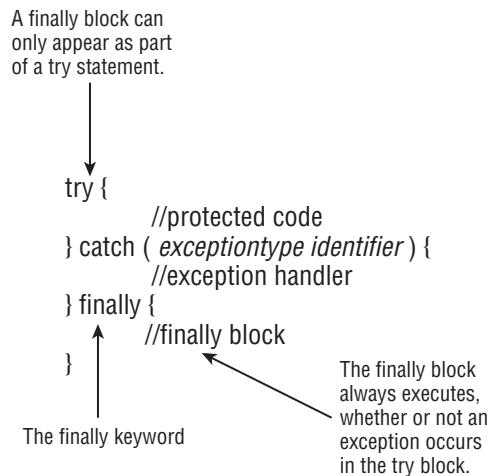 A finally block can
only appear as part
of a try statement.
try {
//protected code
} catch ( exceptiontype identifier ) {
//exception handler
} finally {
//finally block
}
The finally keyword
The finally block
always executes,
whether or not an
exception occurs
in the try block.